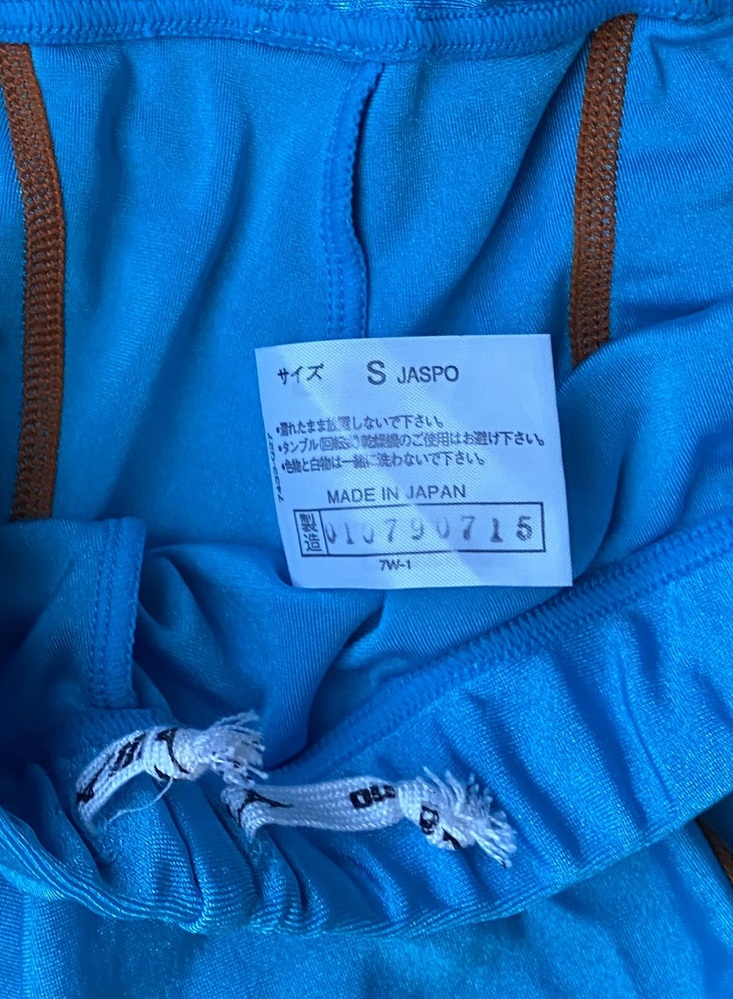 サイズ S JASPO
・濡れたまま放置しないで下さい。
・タンブル(回転式)乾燥機のご使用はお避け下さい。
・色物と白物は一緒に洗わないで下さい。
MADE IN JAPAN
製造 010790715
7W-1